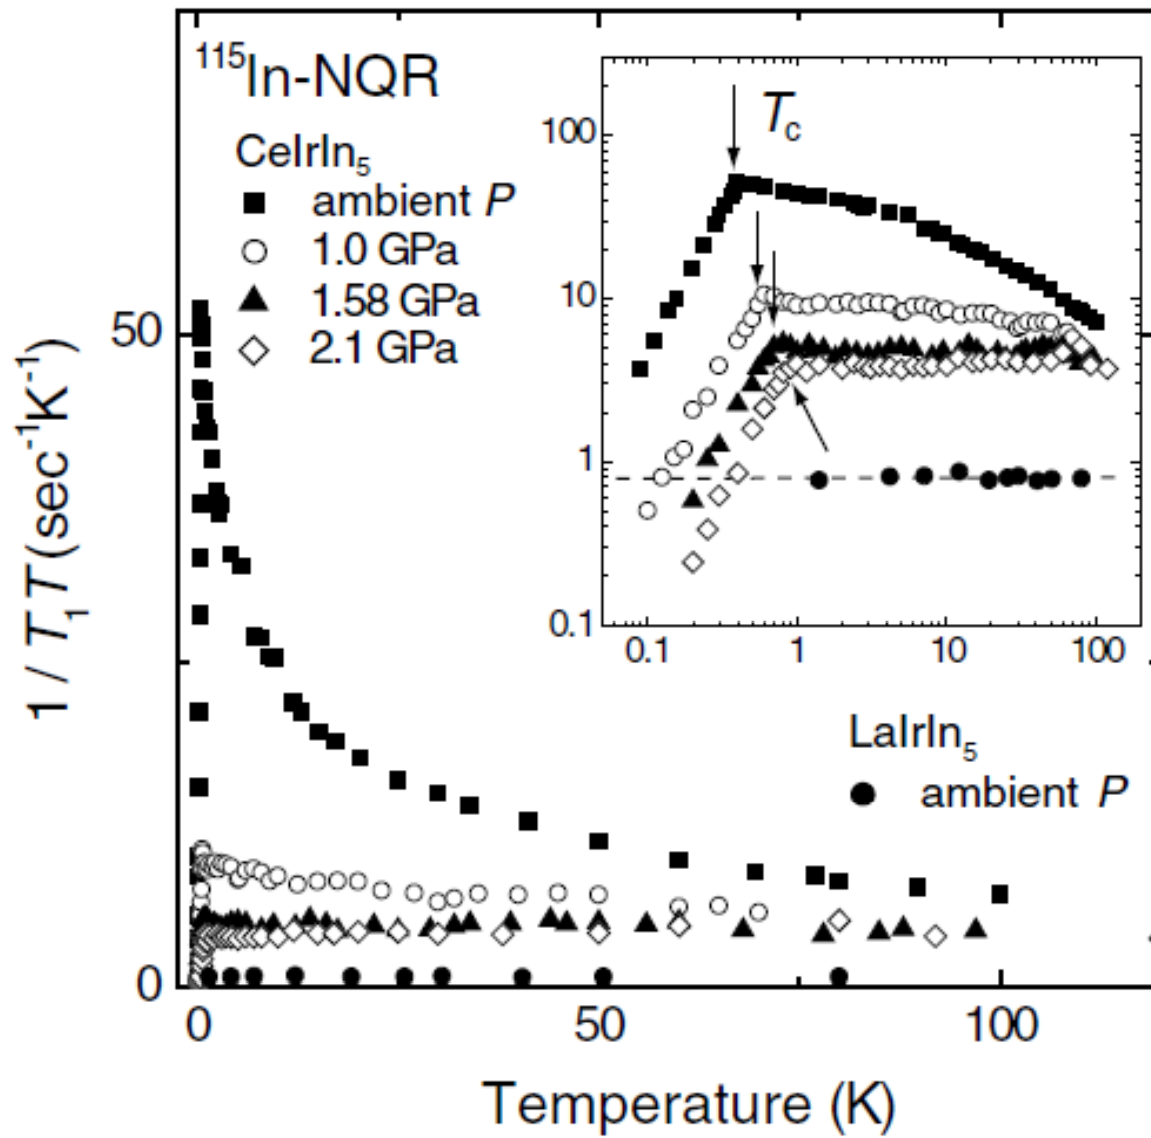 ¹¹⁵In-NQR
CeIrIn₅
ambient P
1.0 GPa
1.58 GPa
2.1 GPa
T_c
100
10
1
0.1
0.1 1 10 100
LaIrIn₅
ambient P
50
0
1 / T₁T (sec⁻¹K⁻¹)
0 50 100
Temperature (K)